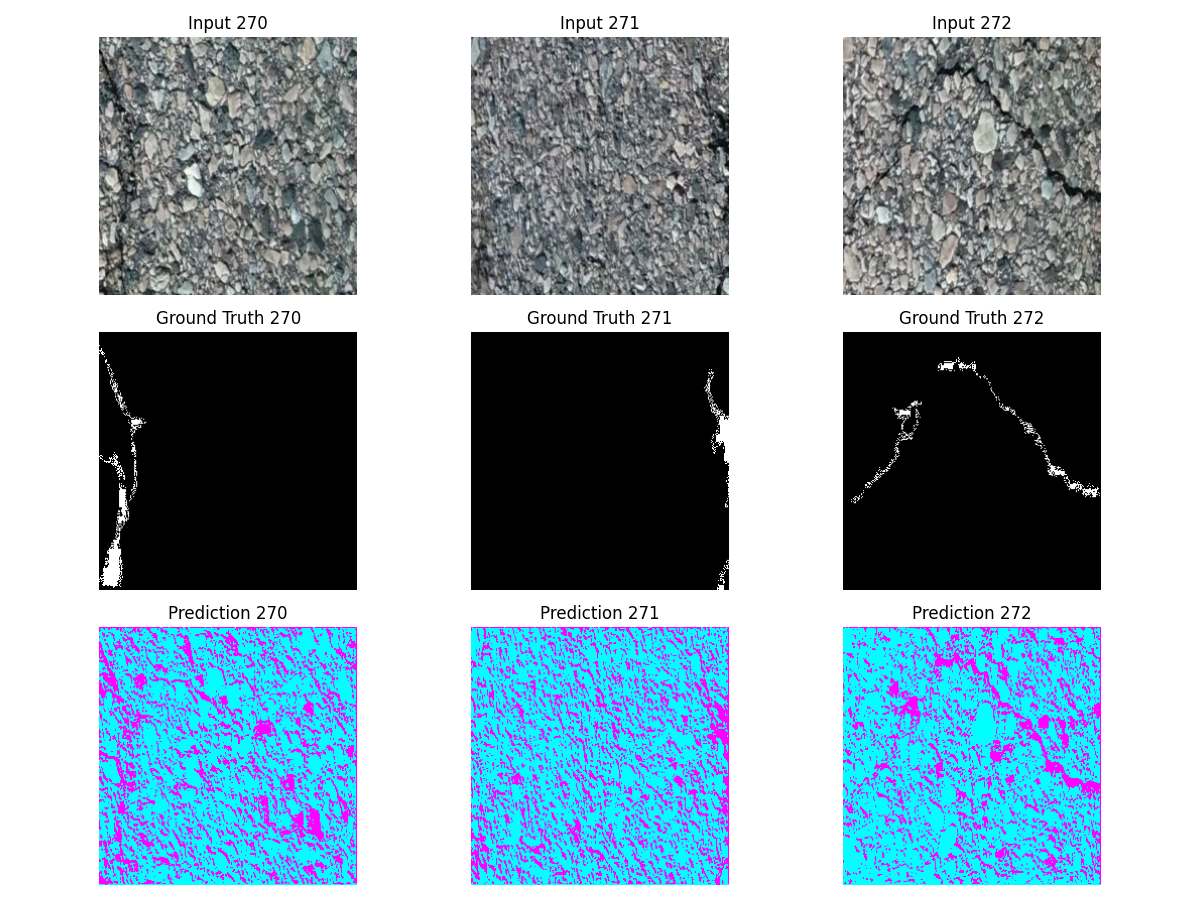 Input 270
Input 271
Input 272
Ground Truth 270
Ground Truth 271
Ground Truth 272
Prediction 270
Prediction 271
Prediction 272